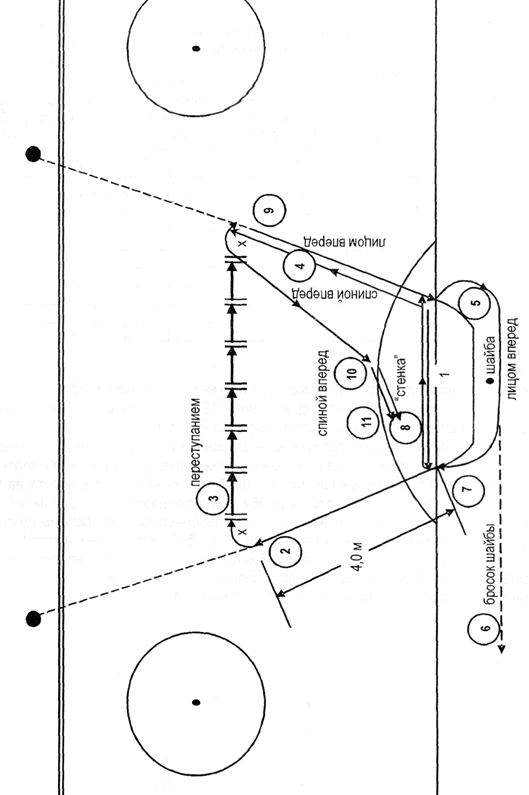 9
лицом вперед
4
спиной вперед
5
3
переступанием
10
спиной вперед
"стенка"
1
шайба
лицом вперед
11
8
7
2
4,0 м
бросок шайбы
6
x
x